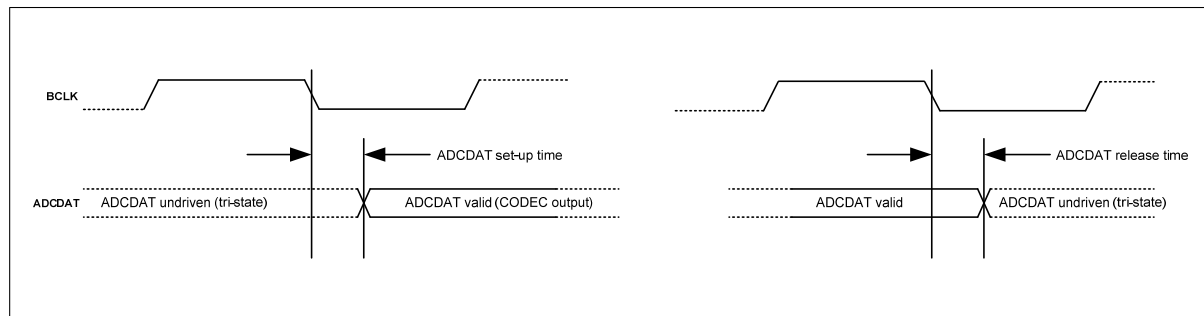 BCLK
ADCDAT set-up time
ADCDAT release time
ADCDAT
ADCDAT undriven (tri-state)
ADCDAT valid (CODEC output)
ADCDAT valid
ADCDAT undriven (tri-state)